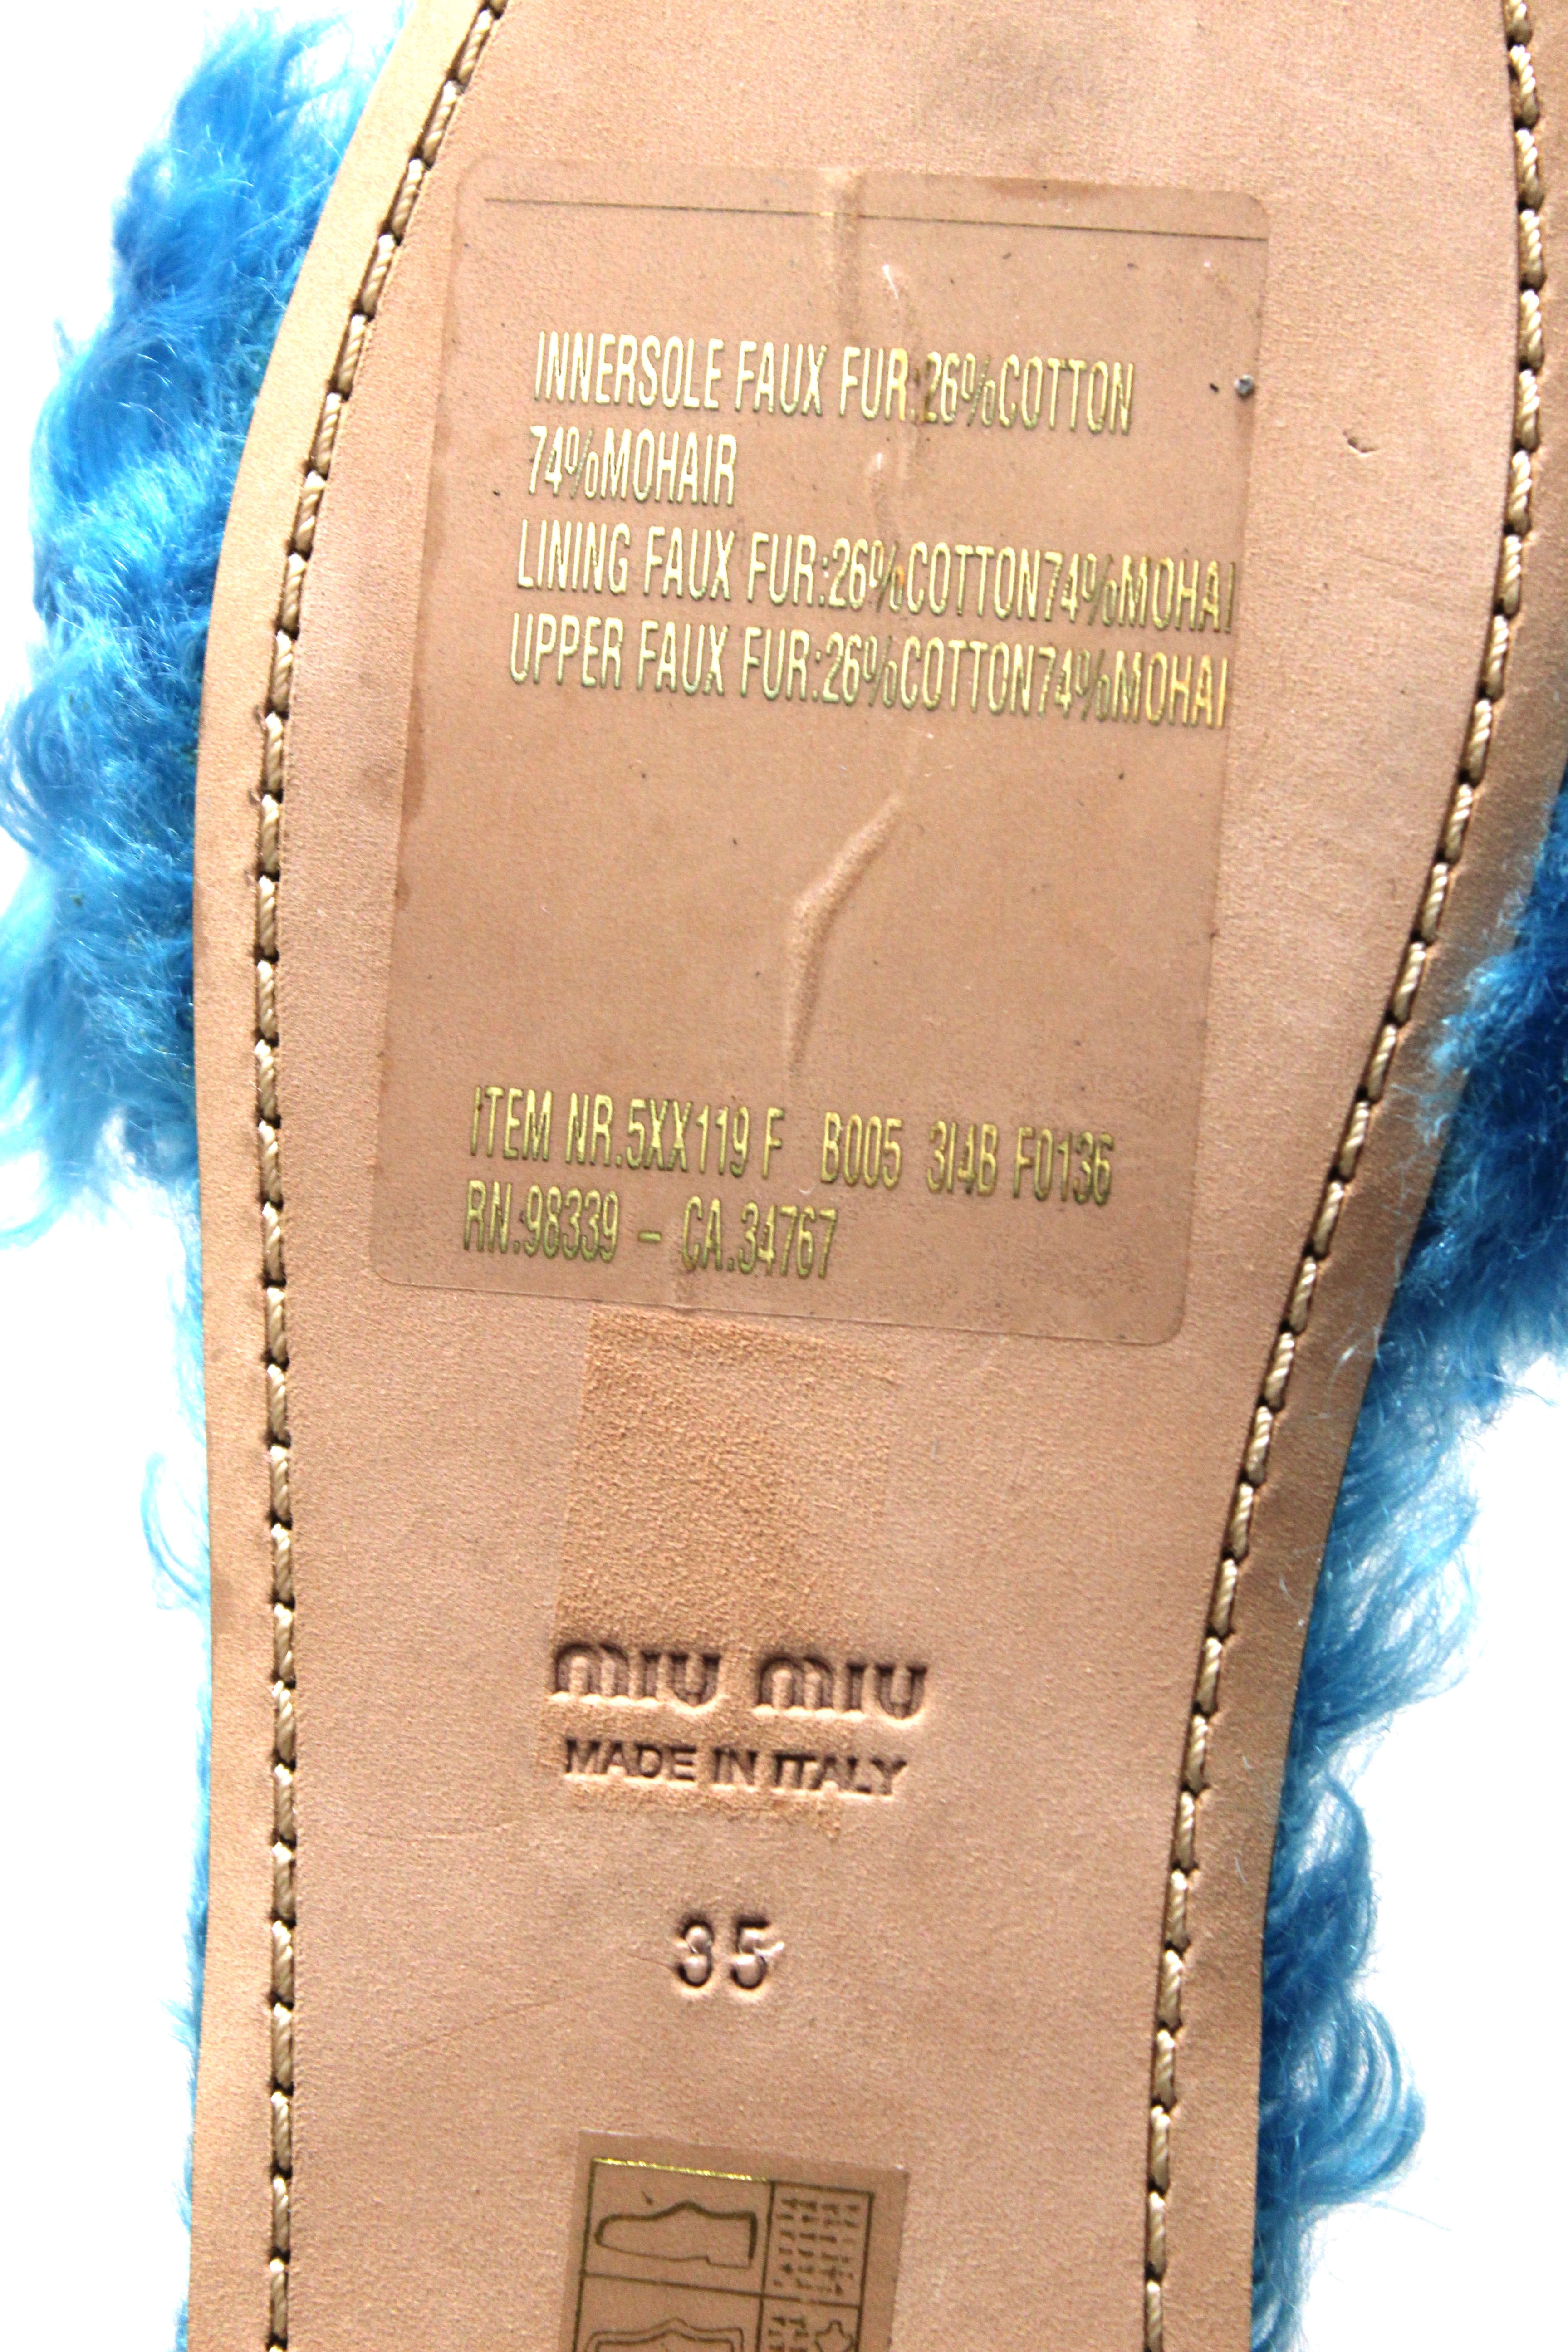 INNERSOLE FAUX FUR:26%COTTON
74%MOHAIR
LINING FAUX FUR:26%COTTON74%MOHAI
UPPER FAUX FUR:26%COTTON74%MOHAI
ITEM NR.5XX119 F B005 3I4B F0136
RN.98339 - CA.34767
MIU MIU
MADE IN ITALY
35